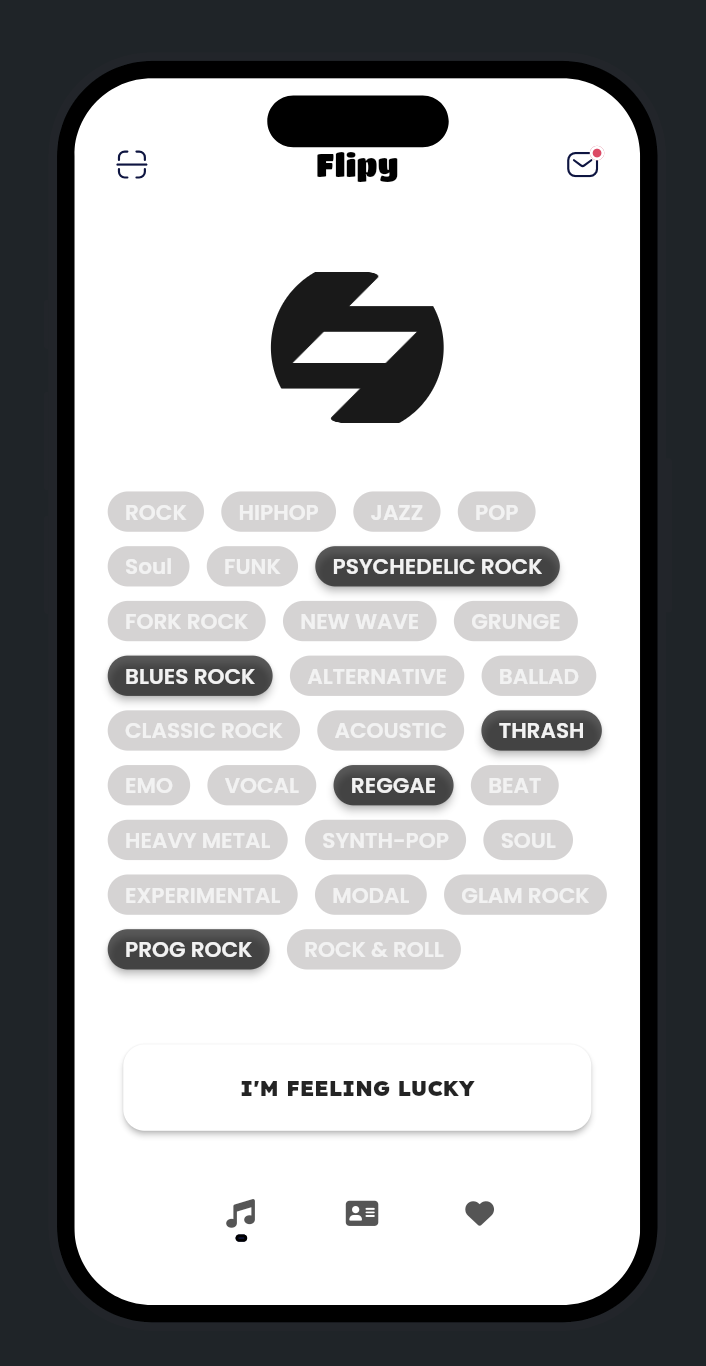 Flipy
ROCK HIPHOP JAZZ POP
Soul FUNK PSYCHEDELIC ROCK
FORK ROCK NEW WAVE GRUNGE
BLUES ROCK ALTERNATIVE BALLAD
CLASSIC ROCK ACOUSTIC THRASH
EMO VOCAL REGGAE BEAT
HEAVY METAL SYNTH-POP SOUL
EXPERIMENTAL MODAL GLAM ROCK
PROG ROCK ROCK & ROLL
I'M FEELING LUCKY